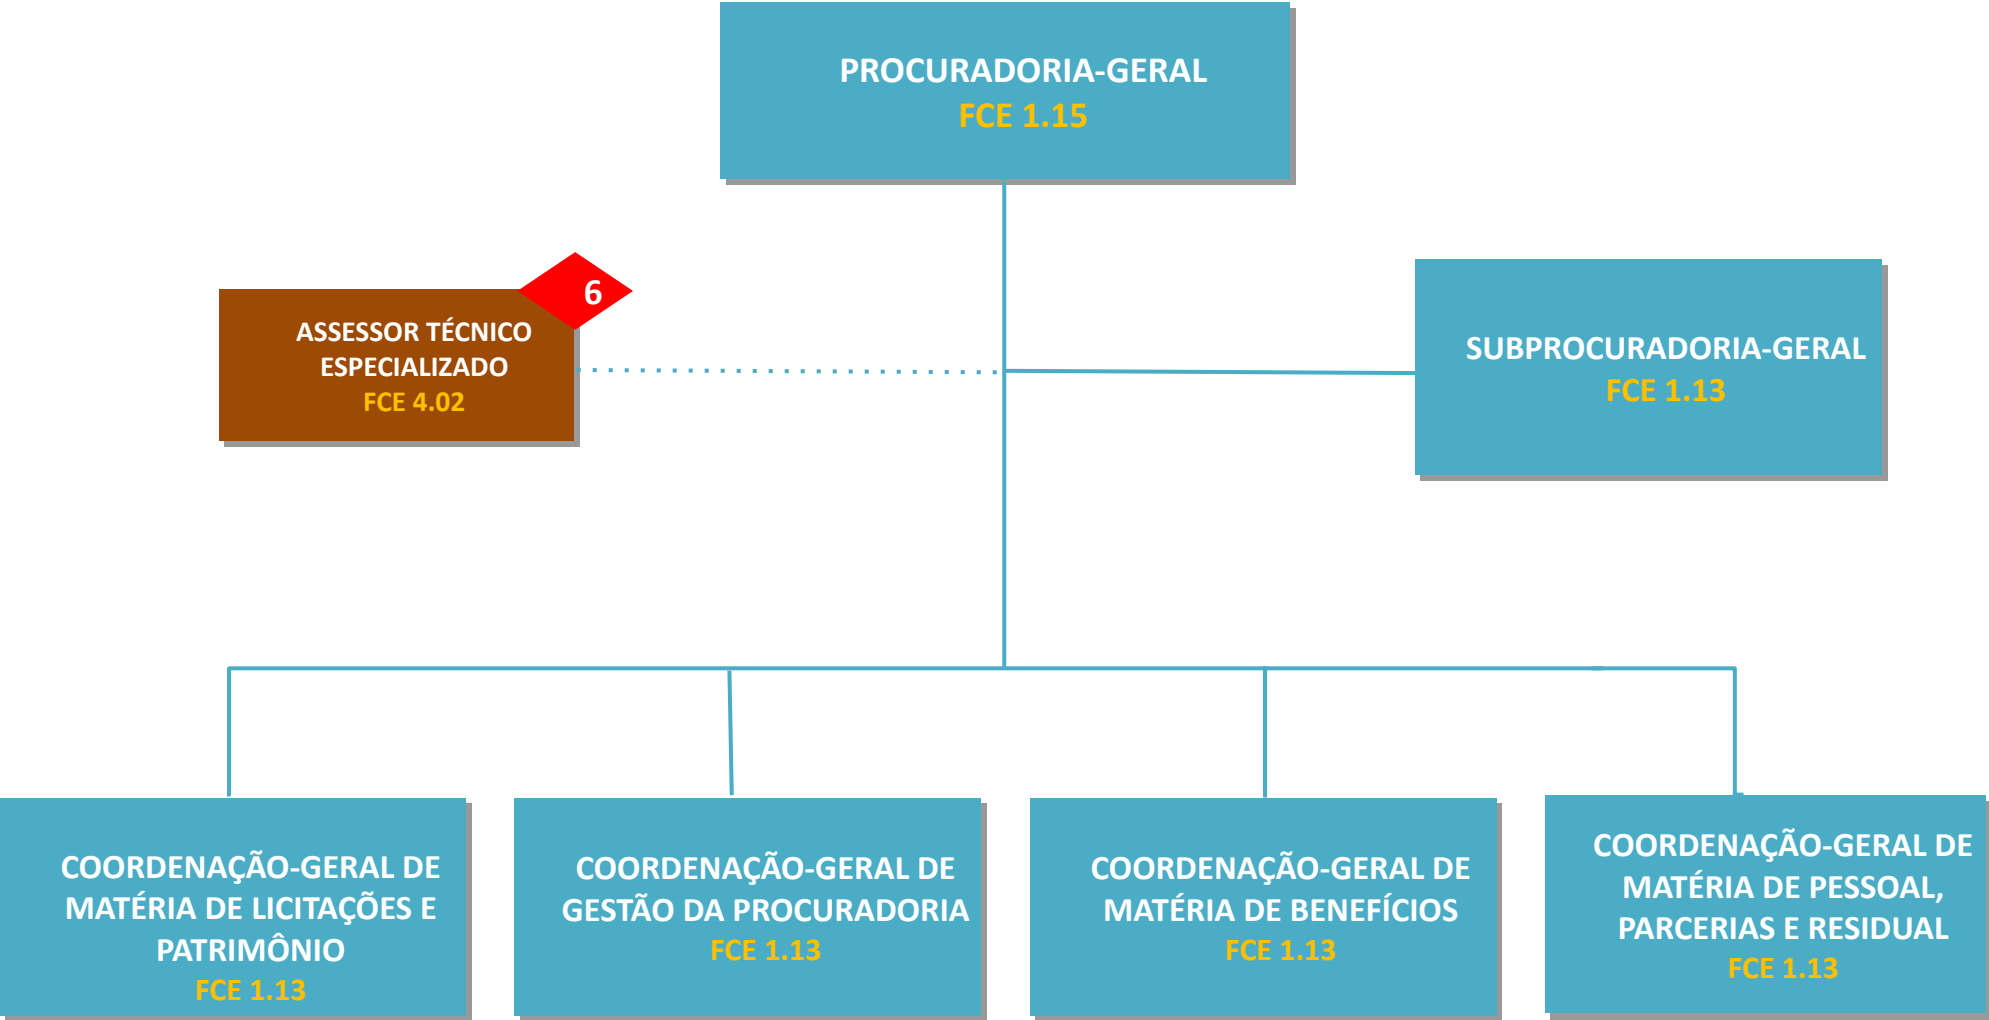 PROCURADORIA-GERAL
FCE 1.15
6
ASSESSOR TÉCNICO
ESPECIALIZADO
FCE 4.02
SUBPROCURADORIA-GERAL
FCE 1.13
COORDENAÇÃO-GERAL DE
MATÉRIA DE LICITAÇÕES E
PATRIMÔNIO
FCE 1.13
COORDENAÇÃO-GERAL DE
GESTÃO DA PROCURADORIA
FCE 1.13
COORDENAÇÃO-GERAL DE
MATÉRIA DE BENEFÍCIOS
FCE 1.13
COORDENAÇÃO-GERAL DE
MATÉRIA DE PESSOAL,
PARCERIAS E RESIDUAL
FCE 1.13